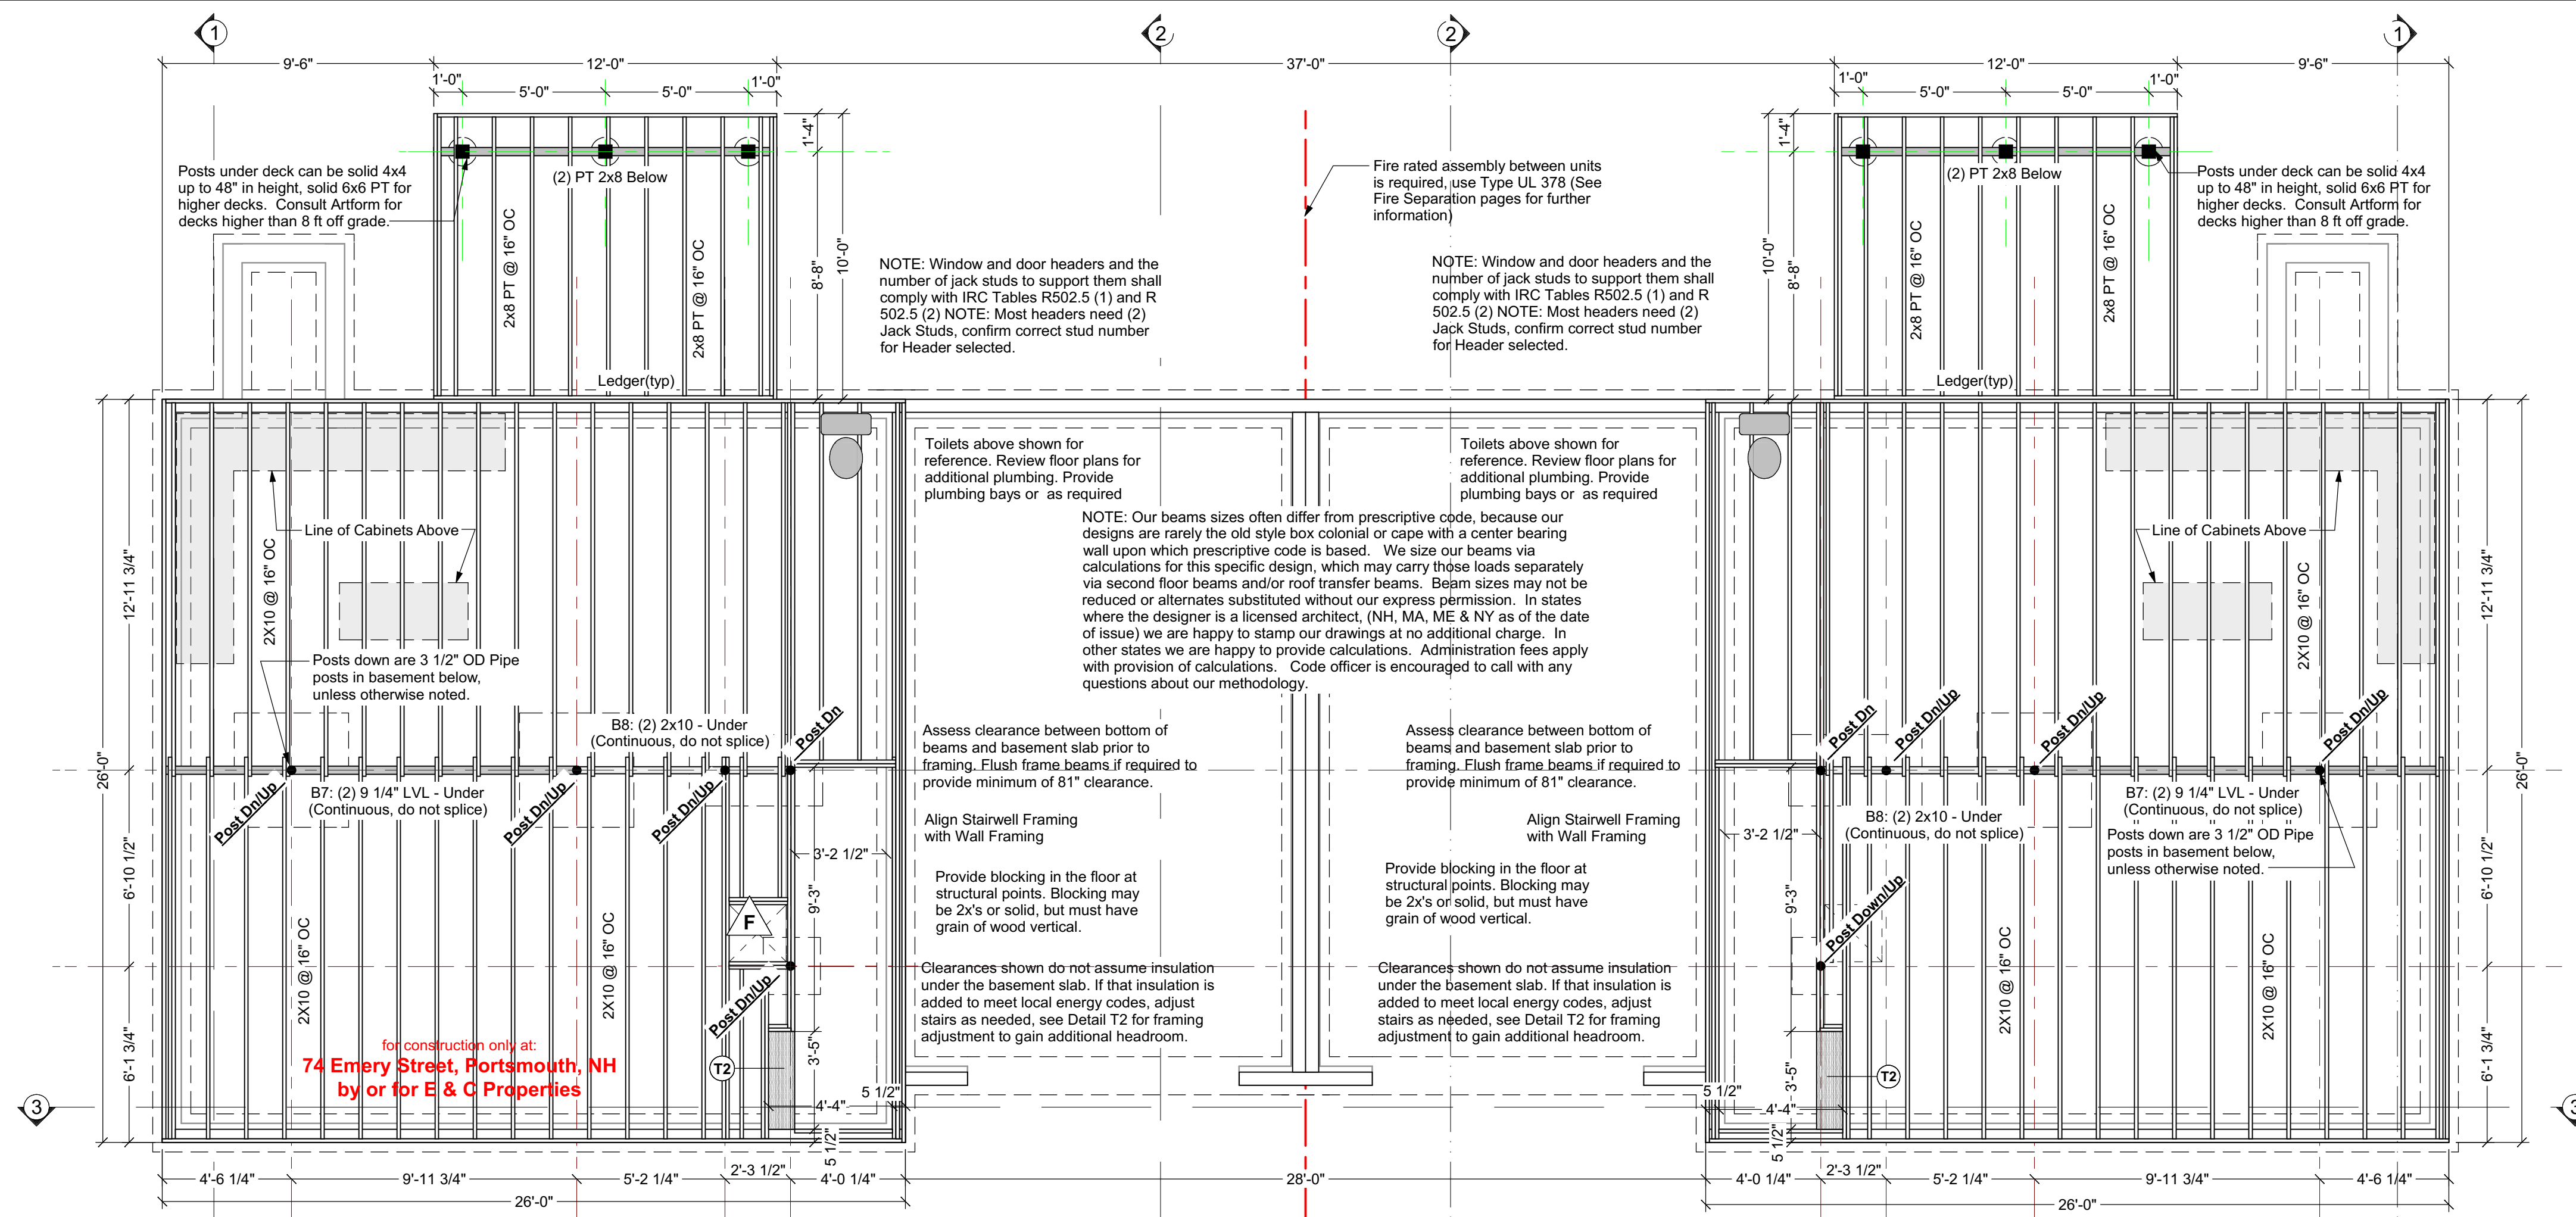 1
2
2
1
9'-6"
12'-0"
37'-0"
12'-0"
9'-6"
1'-0"
5'-0"
5'-0"
1'-0"
1'-0"
5'-0"
5'-0"
1'-0"
1'-4"
8'-8"
10'-0"
1'-4"
8'-8"
10'-0"
Posts under deck can be solid 4x4
up to 48" in height, solid 6x6 PT for
higher decks. Consult Artform for
decks higher than 8 ft off grade.
(2) PT 2x8 Below
2x8 PT @ 16" OC
2x8 PT @ 16" OC
Ledger(typ)
NOTE: Window and door headers and the
number of jack studs to support them shall
comply with IRC Tables R502.5 (1) and R
502.5 (2) NOTE: Most headers need (2)
Jack Studs, confirm correct stud number
for Header selected.
Fire rated assembly between units
is required, use Type UL 378 (See
Fire Separation pages for further
information)
NOTE: Window and door headers and the
number of jack studs to support them shall
comply with IRC Tables R502.5 (1) and R
502.5 (2) NOTE: Most headers need (2)
Jack Studs, confirm correct stud number
for Header selected.
(2) PT 2x8 Below
2x8 PT @ 16" OC
2x8 PT @ 16" OC
Ledger(typ)
Posts under deck can be solid 4x4
up to 48" in height, solid 6x6 PT for
higher decks. Consult Artform for
decks higher than 8 ft off grade.
26'-0"
12'-11 3/4"
6'-10 1/2"
6'-1 3/4"
Line of Cabinets Above
2X10 @ 16" OC
Posts down are 3 1/2" OD Pipe
posts in basement below,
unless otherwise noted.
B8: (2) 2x10 - Under
(Continuous, do not splice)
Post Dn
B7: (2) 9 1/4" LVL - Under
(Continuous, do not splice)
Post Dn/Up
Post Dn/Up
Post Dn/Up
3'-2 1/2"
9'-3"
F
Post Dn/Up
2X10 @ 16" OC
2X10 @ 16" OC
for construction only at:
74 Emery Street, Portsmouth, NH
by or for E & C Properties
T2
3'-5"
4'-4"
5 1/2"
5 1/2"
3
Toilets above shown for
reference. Review floor plans for
additional plumbing. Provide
plumbing bays or as required
Toilets above shown for
reference. Review floor plans for
additional plumbing. Provide
plumbing bays or as required
NOTE: Our beams sizes often differ from prescriptive code, because our
designs are rarely the old style box colonial or cape with a center bearing
wall upon which prescriptive code is based. We size our beams via
calculations for this specific design, which may carry those loads separately
via second floor beams and/or roof transfer beams. Beam sizes may not be
reduced or alternates substituted without our express permission. In states
where the designer is a licensed architect, (NH, MA, ME & NY as of the date
of issue) we are happy to stamp our drawings at no additional charge. In
other states we are happy to provide calculations. Administration fees apply
with provision of calculations. Code officer is encouraged to call with any
questions about our methodology.
Assess clearance between bottom of
beams and basement slab prior to
framing. Flush frame beams if required to
provide minimum of 81" clearance.
Align Stairwell Framing
with Wall Framing
Provide blocking in the floor at
structural points. Blocking may
be 2x's or solid, but must have
grain of wood vertical.
Clearances shown do not assume insulation
under the basement slab. If that insulation is
added to meet local energy codes, adjust
stairs as needed, see Detail T2 for framing
adjustment to gain additional headroom.
Assess clearance between bottom of
beams and basement slab prior to
framing. Flush frame beams if required to
provide minimum of 81" clearance.
Align Stairwell Framing
with Wall Framing
Provide blocking in the floor at
structural points. Blocking may
be 2x's or solid, but must have
grain of wood vertical.
Clearances shown do not assume insulation
under the basement slab. If that insulation is
added to meet local energy codes, adjust
stairs as needed, see Detail T2 for framing
adjustment to gain additional headroom.
Line of Cabinets Above
2X10 @ 16" OC
Post Dn
Post Dn/Up
Post Dn/Up
Post Dn/Up
B7: (2) 9 1/4" LVL - Under
(Continuous, do not splice)
B8: (2) 2x10 - Under
(Continuous, do not splice)
Posts down are 3 1/2" OD Pipe
posts in basement below,
unless otherwise noted.
3'-2 1/2"
9'-3"
Post Down/Up
2X10 @ 16" OC
2X10 @ 16" OC
T2
3'-5"
4'-4"
5 1/2"
5 1/2"
12'-11 3/4"
6'-10 1/2"
6'-1 3/4"
26'-0"
3
4'-6 1/4"
9'-11 3/4"
5'-2 1/4"
2'-3 1/2"
4'-0 1/4"
28'-0"
4'-0 1/4"
2'-3 1/2"
5'-2 1/4"
9'-11 3/4"
4'-6 1/4"
26'-0"
26'-0"